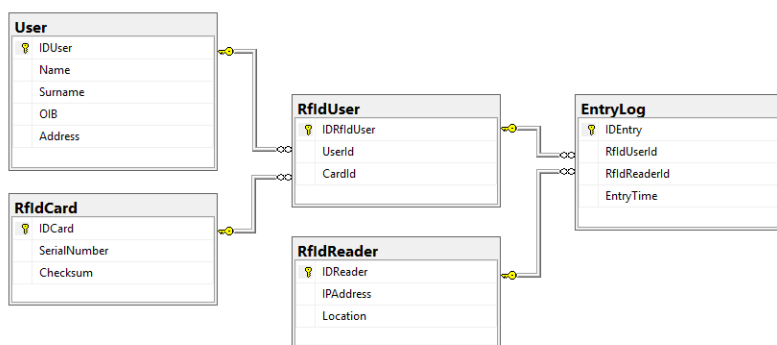 User
IDUser
Name
Surname
OIB
Address
RfIdCard
IDCard
SerialNumber
Checksum
RfIdUser
IDRfIdUser
UserId
CardId
RfIdReader
IDReader
IPAddress
Location
EntryLog
IDEntry
RfIdUserId
RfIdReaderId
EntryTime